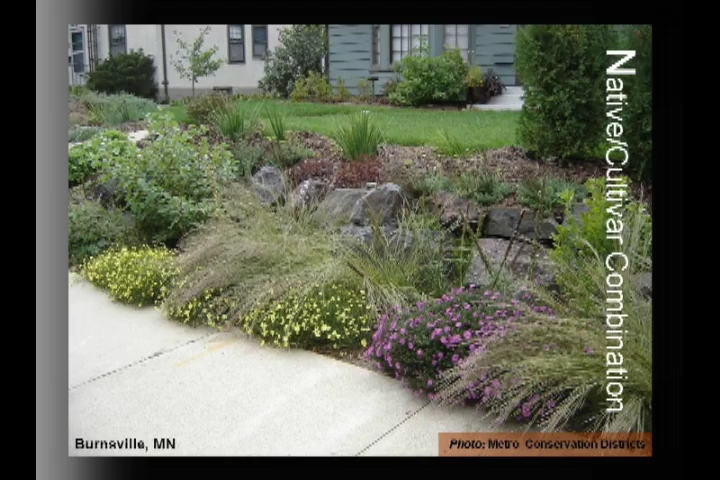 Native/Cultivar Combination
Burnsville, MN
Photo: Metro Conservation Districts